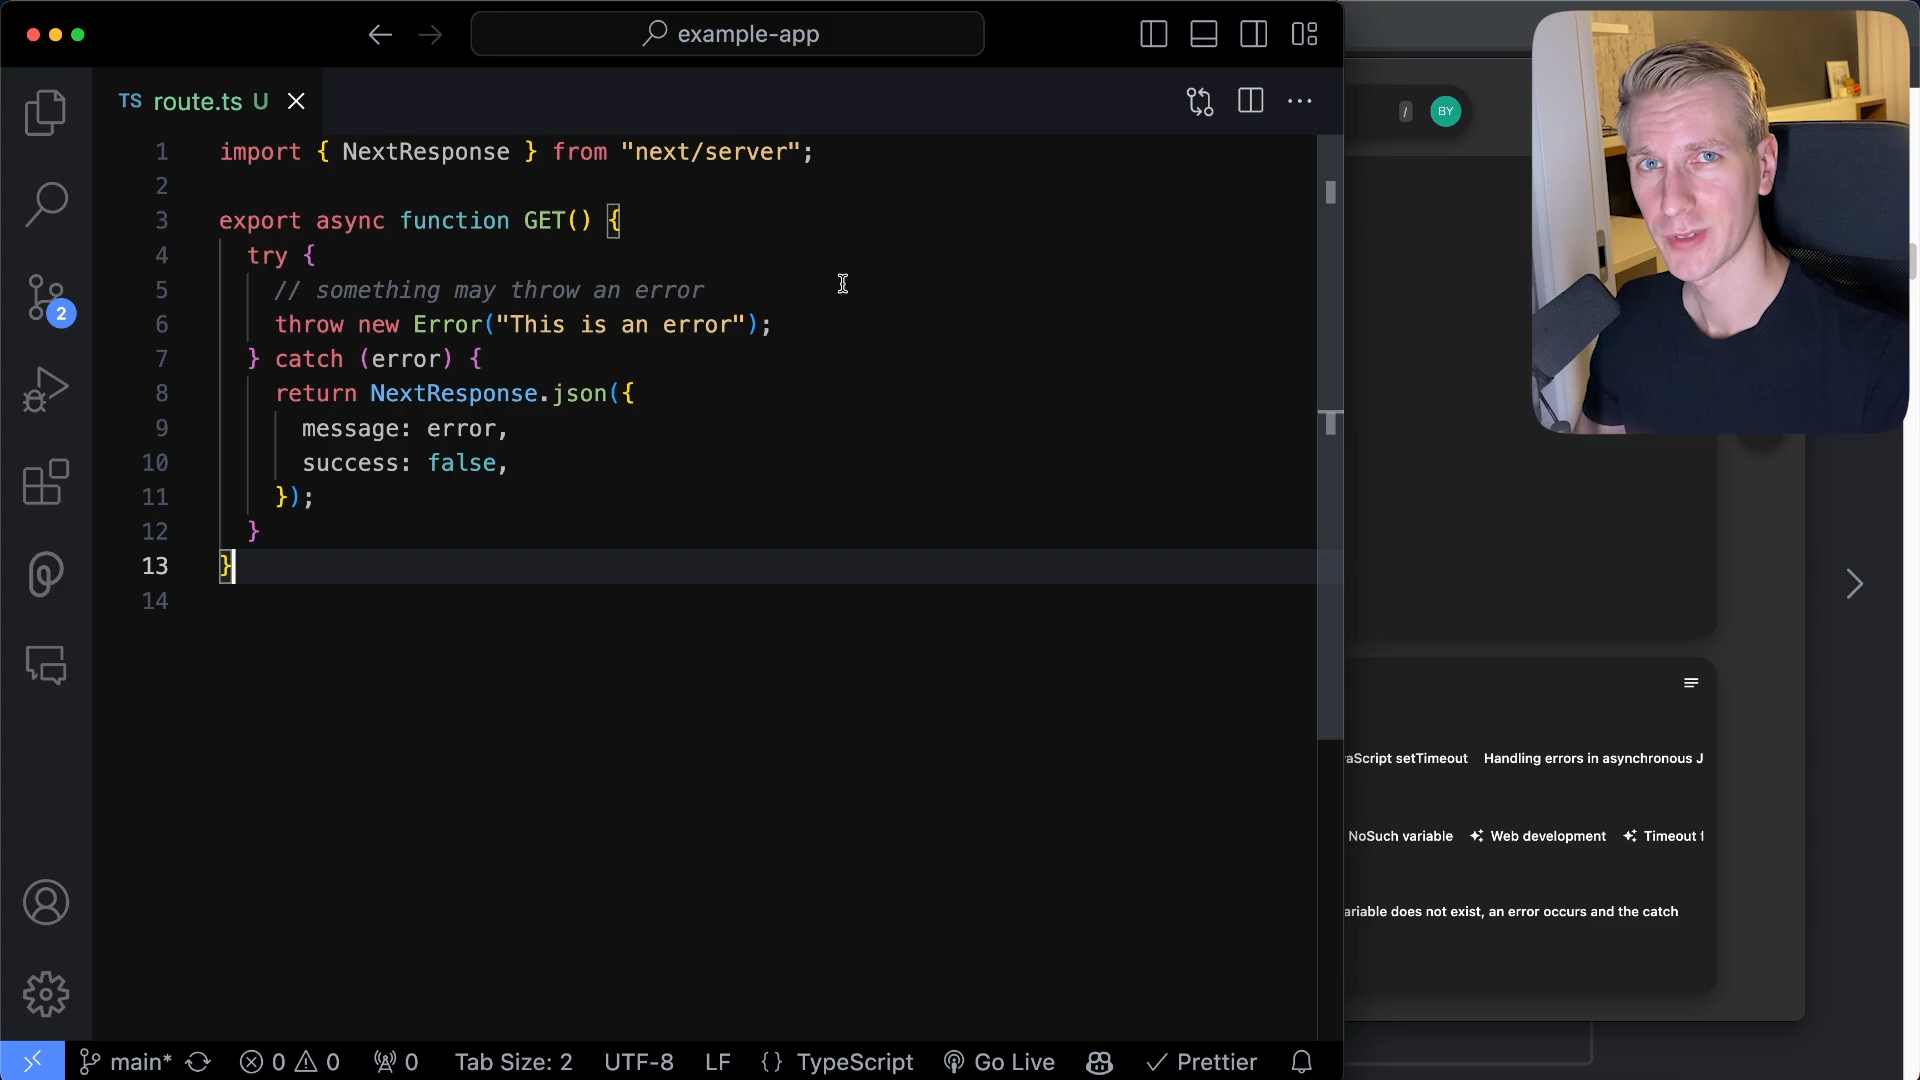 example-app
TS route.ts U
1 import { NextResponse } from "next/server";
2
3 export async function GET() {
4 try {
5 // something may throw an error
6 throw new Error("This is an error");
7 } catch (error) {
8 return NextResponse.json({
9 message: error,
10 success: false,
11 });
12 }
13 }
14
2
main* 0 0 0 Tab Size: 2 UTF-8 LF {} TypeScript Go Live Prettier
/ BY
aScript setTimeout Handling errors in asynchronous J
NoSuch variable Web development Timeout
ariable does not exist, an error occurs and the catch